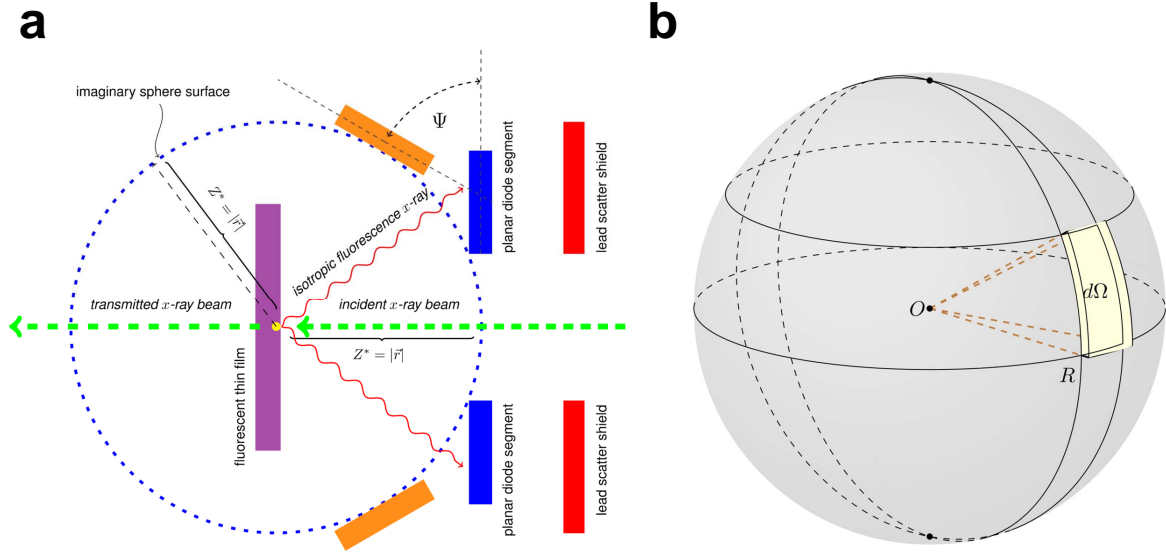 a
b
imaginary sphere surface
Ψ
Z* = |r⃗|
isotropic fluorescence x-ray
planar diode segment
lead scatter shield
transmitted x-ray beam
incident x-ray beam
Z* = |r⃗|
fluorescent thin film
planar diode segment
lead scatter shield
O
dΩ
R